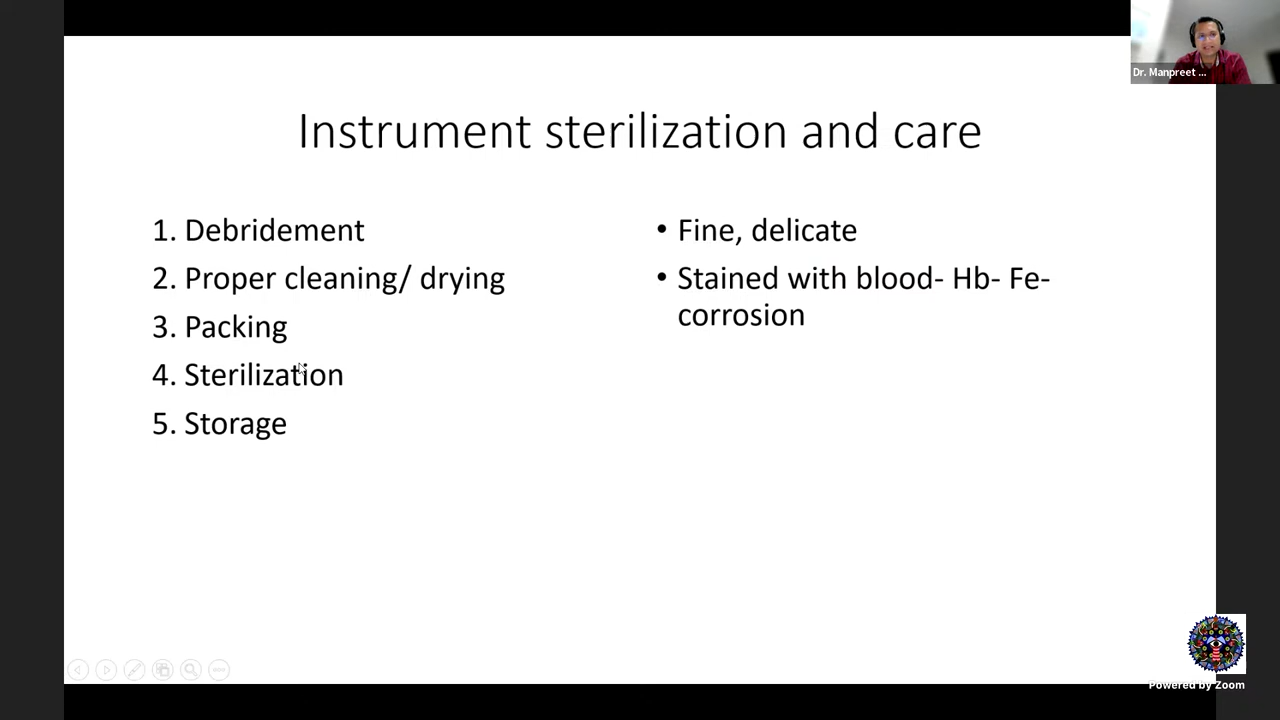 Dr. Manpreet ...
Instrument sterilization and care
1. Debridement
2. Proper cleaning/ drying
3. Packing
4. Sterilization
5. Storage
• Fine, delicate
• Stained with blood- Hb- Fe-
corrosion
Powered by Zoom